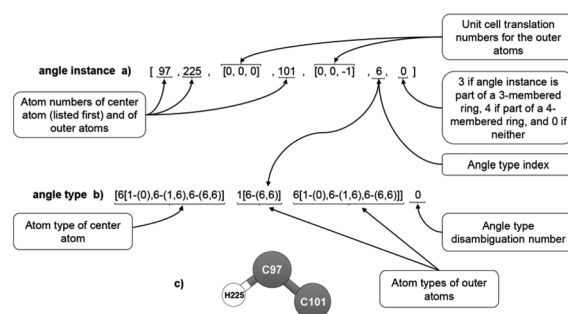 Unit cell translation
numbers for the outer
atoms
angle instance a) [ 97 ,225 , [0, 0, 0] ,101 , [0, 0, -1] , 6, 0 ]
Atom numbers of center
atom (listed first) and of
outer atoms
3 if angle instance is
part of a 3-membered
ring, 4 if part of a 4-
membered ring, and 0 if
neither
Angle type index
angle type b) [6[1-(0),6-(1,6),6-(6,6)] 1[6-(6,6)] 6[1-(0),6-(1,6),6-(6,6)]] 0
Atom type of center
atom
Angle type
disambiguation number
Atom types of outer
atoms
c)
C97
H225
C101